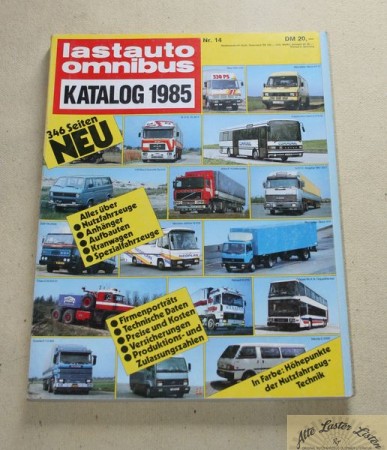 lastauto
omnibus
Nr. 14
DM 20,—
KATALOG 1985
346 Seiten
NEU
Alles über
• Nutzfahrzeuge
• Anhänger
• Aufbauten
• Kranwagen
• Spezialfahrzeuge
• Firmenporträts
• Technische Daten
• Preise und Kosten
• Versicherungen
• Produktions- und
Zulassungszahlen
In Farbe: Höhepunkte
der Nutzfahrzeug-
Technik
Alte Laster Listen